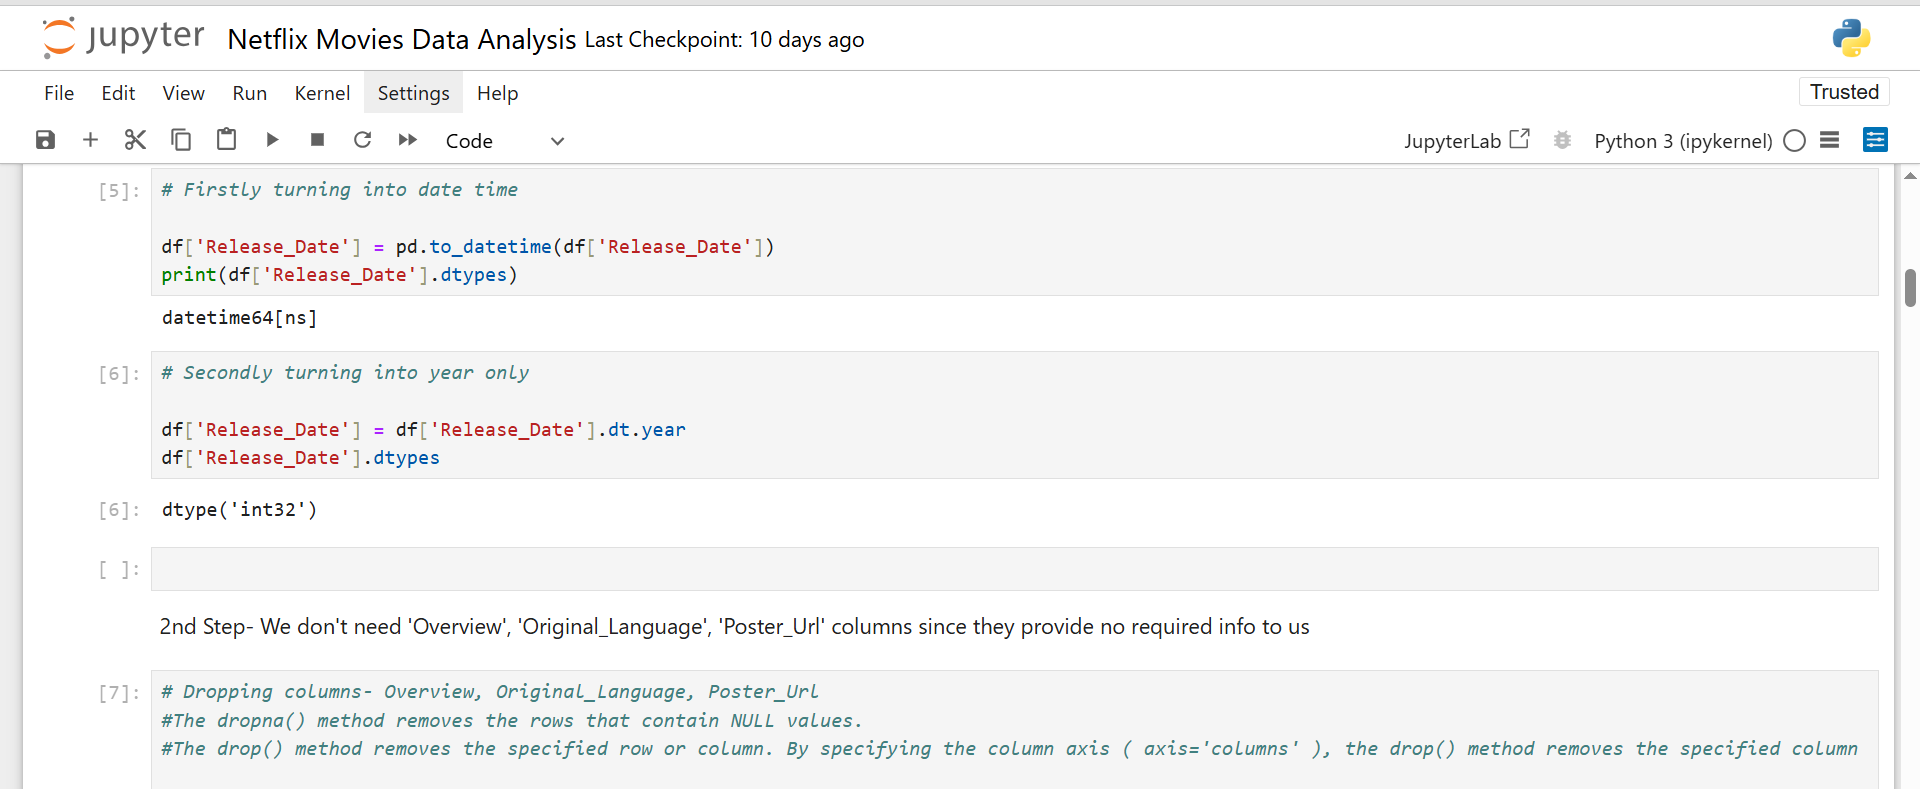 jupyter Netflix Movies Data Analysis Last Checkpoint: 10 days ago
File Edit View Run Kernel Settings Help Trusted
Code JupyterLab Python 3 (ipykernel)
[5]: # Firstly turning into date time
df['Release_Date'] = pd.to_datetime(df['Release_Date'])
print(df['Release_Date'].dtypes)
datetime64[ns]
[6]: # Secondly turning into year only
df['Release_Date'] = df['Release_Date'].dt.year
df['Release_Date'].dtypes
[6]: dtype('int32')
[ ]:
2nd Step- We don't need 'Overview', 'Original_Language', 'Poster_Url' columns since they provide no required info to us
[7]: # Dropping columns- Overview, Original_Language, Poster_Url
#The dropna() method removes the rows that contain NULL values.
#The drop() method removes the specified row or column. By specifying the column axis ( axis='columns' ), the drop() method removes the specified column